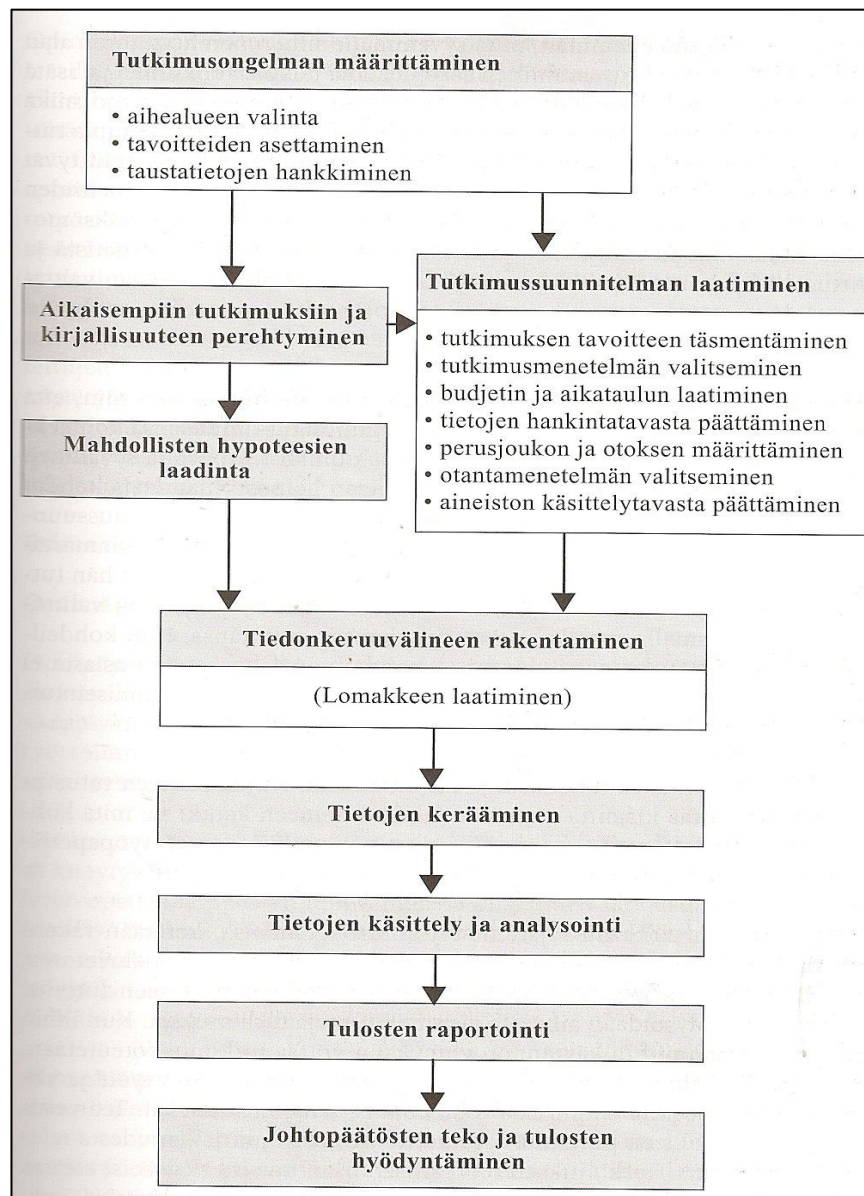 Tutkimusongelman määrittäminen
• aihealueen valinta
• tavoitteiden asettaminen
• taustatietojen hankkiminen
Aikaisempiin tutkimuksiin ja
kirjallisuuteen perehtyminen
Mahdollisten hypoteesien
laadinta
Tutkimussuunnitelman laatiminen
• tutkimuksen tavoitteen täsmentäminen
• tutkimusmenetelmän valitseminen
• budjetin ja aikataulun laatiminen
• tietojen hankintatavasta päättäminen
• perusjoukon ja otoksen määrittäminen
• otantamenetelmän valitseminen
• aineiston käsittelytavasta päättäminen
Tiedonkeruuvälineen rakentaminen
(Lomakkeen laatiminen)
Tietojen kerääminen
Tietojen käsittely ja analysointi
Tulosten raportointi
Johtopäätösten teko ja tulosten
hyödyntäminen